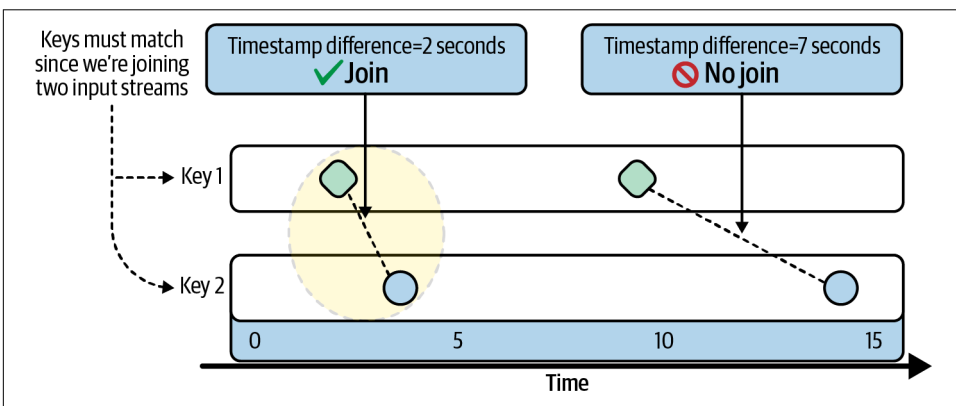 Keys must match
since we're joining
two input streams
Timestamp difference=2 seconds
Join
Timestamp difference=7 seconds
No join
Key 1
Key 2
0 5 10 15
Time